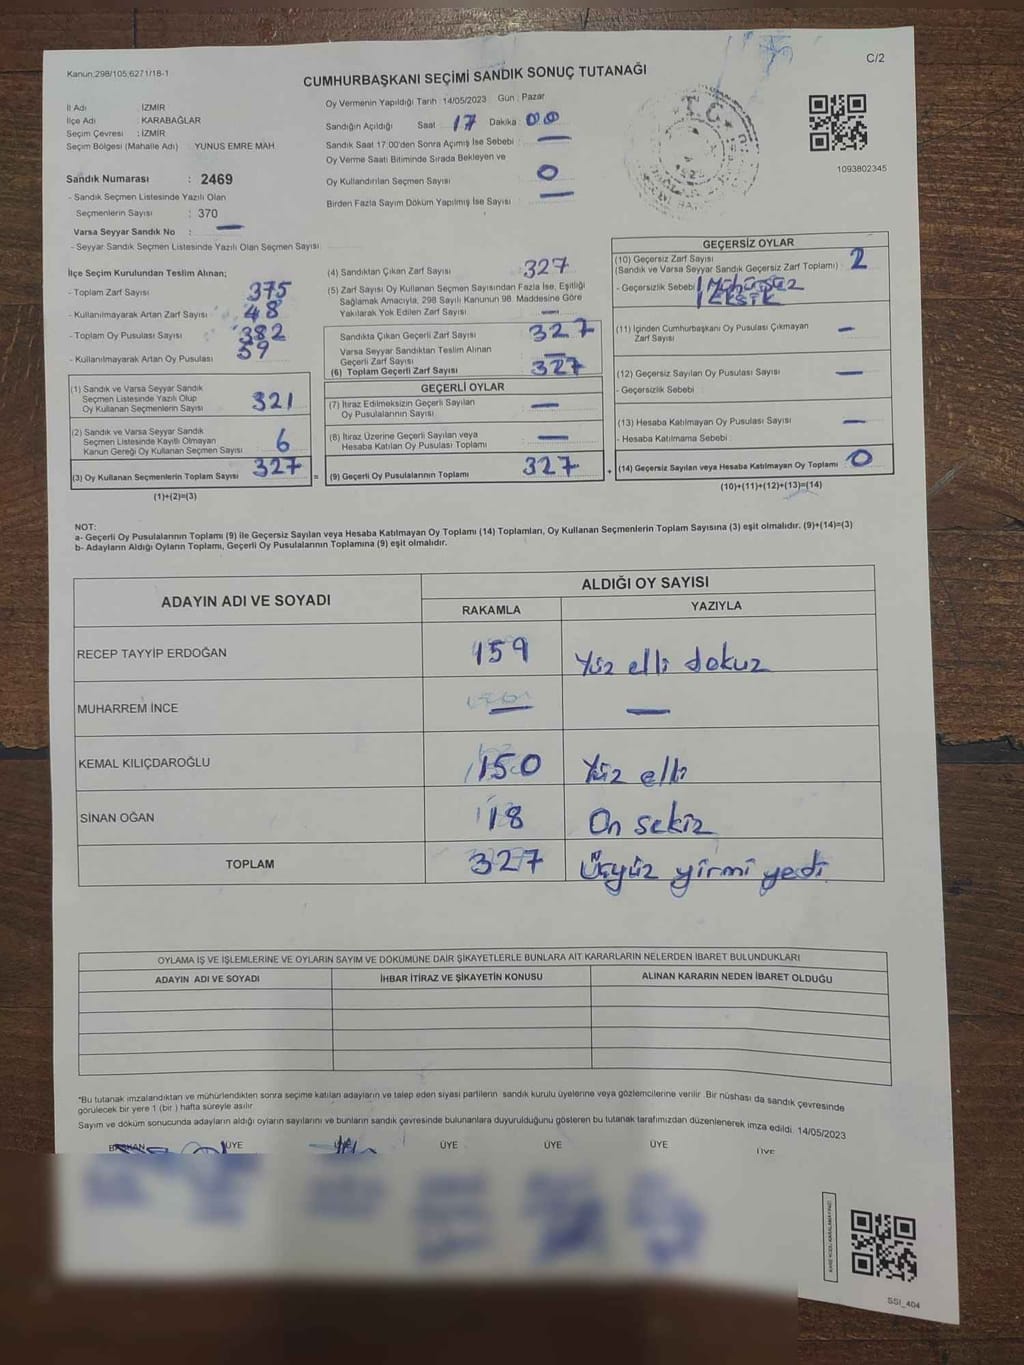 Kanun:298/105;6271/18-1
C/2
CUMHURBAŞKANI SEÇİMİ SANDIK SONUÇ TUTANAĞI
İl Adı : İZMİR
İlçe Adı : KARABAĞLAR
Seçim Çevresi : İZMİR
Seçim Bölgesi (Mahalle Adı) YUNUS EMRE MAH.
Sandık Numarası : 2469
- Sandık Seçmen Listesinde Yazılı Olan
Seçmenlerin Sayısı : 370
Varsa Seyyar Sandık No : —
- Seyyar Sandık Seçmen Listesinde Yazılı Olan Seçmen Sayısı:
Oy Vermenin Yapıldığı Tarih 14/05/2023 Gün : Pazar
Sandığın Açıldığı Saat 17 Dakika 00
Sandık Saat 17:00'den Sonra Açımış İse Sebebi : —
Oy Verme Saati Bitiminde Sırada Bekleyen ve
Oy Kullandırılan Seçmen Sayısı 0
Birden Fazla Sayım Döküm Yapılmış İse Sayısı : —
T.C.
1093802345
İlçe Seçim Kurulundan Teslim Alınan;
- Toplam Zarf Sayısı 375
- Kullanılmayarak Artan Zarf Sayısı 48
- Toplam Oy Pusulası Sayısı 382
- Kullanılmayarak Artan Oy Pusulası 59
(1) Sandık ve Varsa Seyyar Sandık
Seçmen Listesinde Yazılı Olup
Oy Kullanan Seçmenlerin Sayısı 321
(2) Sandık ve Varsa Seyyar Sandık
Seçmen Listesinde Kayıtlı Olmayan
Kanun Gereği Oy Kullanan Seçmen Sayısı 6
(3) Oy Kullanan Seçmenlerin Toplam Sayısı 327
(1)+(2)=(3)
(4) Sandıktan Çıkan Zarf Sayısı 327
(5) Zarf Sayısı Oy Kullanan Seçmen Sayısından Fazla İse, Eşitliği
Sağlamak Amacıyla, 298 Sayılı Kanunun 98. Maddesine Göre
Yakılarak Yok Edilen Zarf Sayısı —
Sandıkta Çıkan Geçerli Zarf Sayısı 327
Varsa Seyyar Sandıktan Teslim Alınan
Geçerli Zarf Sayısı —
(6) Toplam Geçerli Zarf Sayısı 327
GEÇERLİ OYLAR
(7) İtiraz Edilmeksizin Geçerli Sayılan
Oy Pusulalarının Sayısı —
(8) İtiraz Üzerine Geçerli Sayılan veya
Hesaba Katılan Oy Pusulası Toplamı —
= (9) Geçerli Oy Pusulalarının Toplamı 327
GEÇERSİZ OYLAR
(10) Geçersiz Zarf Sayısı 2
(Sandık ve Varsa Seyyar Sandık Geçersiz Zarf Toplamı)
- Geçersizlik Sebebi 1 Mühürsüz
1 Eksik
(11) İçinden Cumhurbaşkanı Oy Pusulası Çıkmayan
Zarf Sayısı —
(12) Geçersiz Sayılan Oy Pusulası Sayısı —
- Geçersizlik Sebebi
(13) Hesaba Katılmayan Oy Pusulası Sayısı —
- Hesaba Katılmama Sebebi
+ (14) Geçersiz Sayılan veya Hesaba Katılmayan Oy Toplamı 0
(10)+(11)+(12)+(13)=(14)
NOT:
a- Geçerli Oy Pusulalarının Toplamı (9) ile Geçersiz Sayılan veya Hesaba Katılmayan Oy Toplamı (14) Toplamları, Oy Kullanan Seçmenlerin Toplam Sayısına (3) eşit olmalıdır. (9)+(14)=(3)
b- Adayların Aldığı Oyların Toplamı, Geçerli Oy Pusulalarının Toplamına (9) eşit olmalıdır.
ADAYIN ADI VE SOYADI ALDIĞI OY SAYISI
RAKAMLA YAZIYLA
RECEP TAYYİP ERDOĞAN 159 Yüz elli dokuz
MUHARREM İNCE — —
KEMAL KILIÇDAROĞLU 150 Yüz elli
SİNAN OĞAN 18 On sekiz
TOPLAM 327 Üçyüz yirmi yedi
OYLAMA İŞ VE İŞLEMLERİNE VE OYLARIN SAYIM VE DÖKÜMÜNE DAİR ŞİKAYETLERLE BUNLARA AİT KARARLARIN NELERDEN İBARET BULUNDUKLARI
ADAYIN ADI VE SOYADI İHBAR İTİRAZ VE ŞİKAYETİN KONUSU ALINAN KARARIN NEDEN İBARET OLDUĞU
*Bu tutanak imzalandıktan ve mühürlendikten sonra seçime katılan adayların ve talep eden siyasi partilerin sandık kurulu üyelerine veya gözlemcilerine verilir. Bir nüshası da sandık çevresinde
görülecek bir yere 1 (bir ) hafta süreyle asılır.
Sayım ve döküm sonucunda adayların aldığı oyların sayılarını ve bunların sandık çevresinde bulunanlara duyurulduğunu gösteren bu tutanak tarafımızdan düzenlenerek imza edildi. 14/05/2023
BAŞKAN ÜYE ÜYE ÜYE ÜYE ÜYE ÜYE
SSI_404